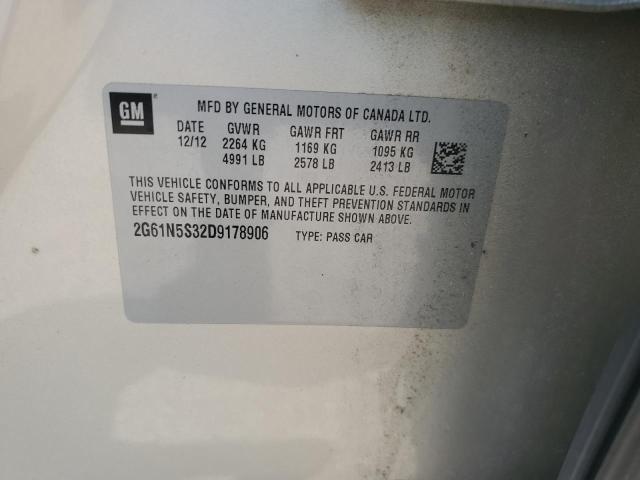 GM
MFD BY GENERAL MOTORS OF CANADA LTD.
DATE GVWR GAWR FRT GAWR RR
12/12 2264 KG 1169 KG 1095 KG
4991 LB 2578 LB 2413 LB
THIS VEHICLE CONFORMS TO ALL APPLICABLE U.S. FEDERAL MOTOR
VEHICLE SAFETY, BUMPER, AND THEFT PREVENTION STANDARDS IN
EFFECT ON THE DATE OF MANUFACTURE SHOWN ABOVE.
2G61N5S32D9178906 TYPE: PASS CAR